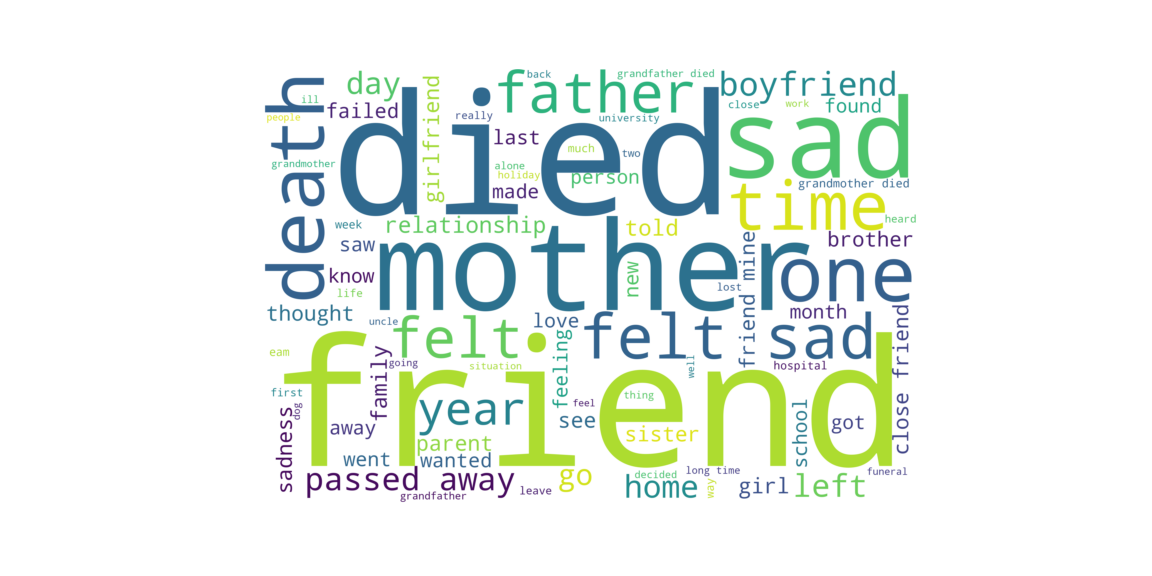 back
grandfather died
day
father
boyfriend
death
ill
failed
girlfriend
really
university
close
work
found
people
died
last
sad
much
two
grandmother
alone
holiday
person
made
time
grandmother died
week
relationship
told
heard
saw
mother
friend mine
brother
know
new
one
life
lost
month
thought
uncle
felt
love
felt sad
close friend
eam
family
going
feeling
situation
well
hospital
first
dog
friend
feel
thing
sadness
year
see
school
got
away
parent
sister
went
wanted
passed away
go
decided
long time
funeral
home
way
girl
left
grandfather
leave